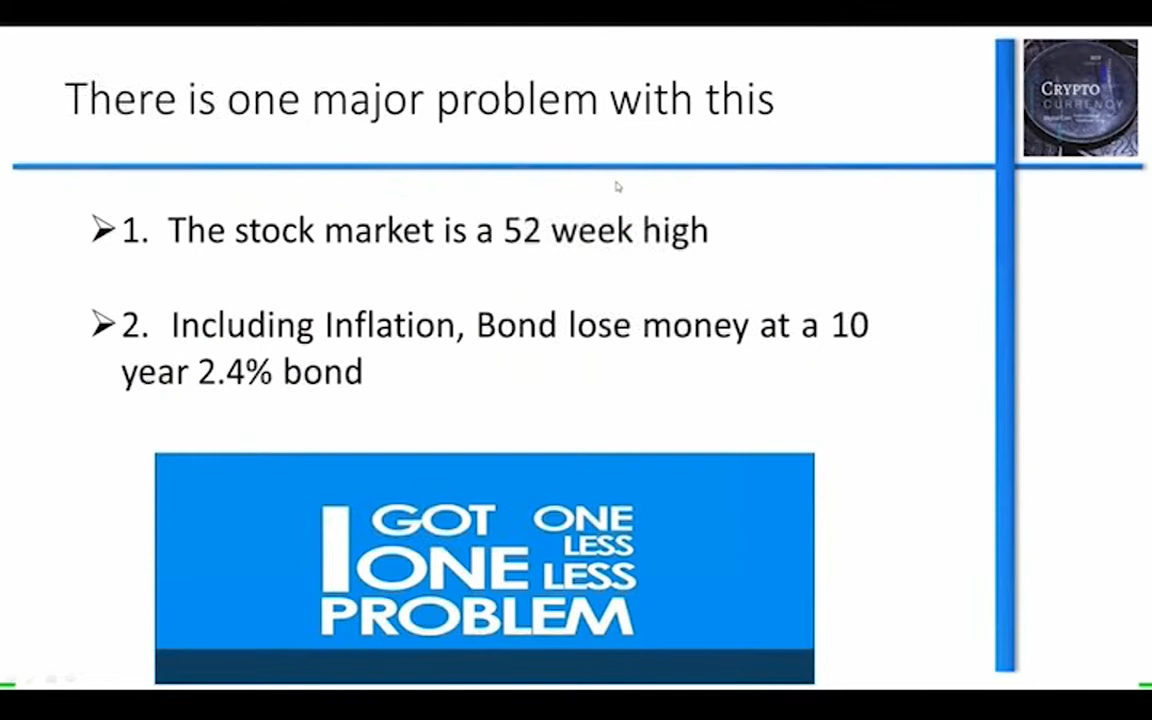 There is one major problem with this
CRYPTO
CURRENCY
➢1. The stock market is a 52 week high
➢2. Including Inflation, Bond lose money at a 10
year 2.4% bond
I GOT ONE
LESS
ONE LESS
PROBLEM